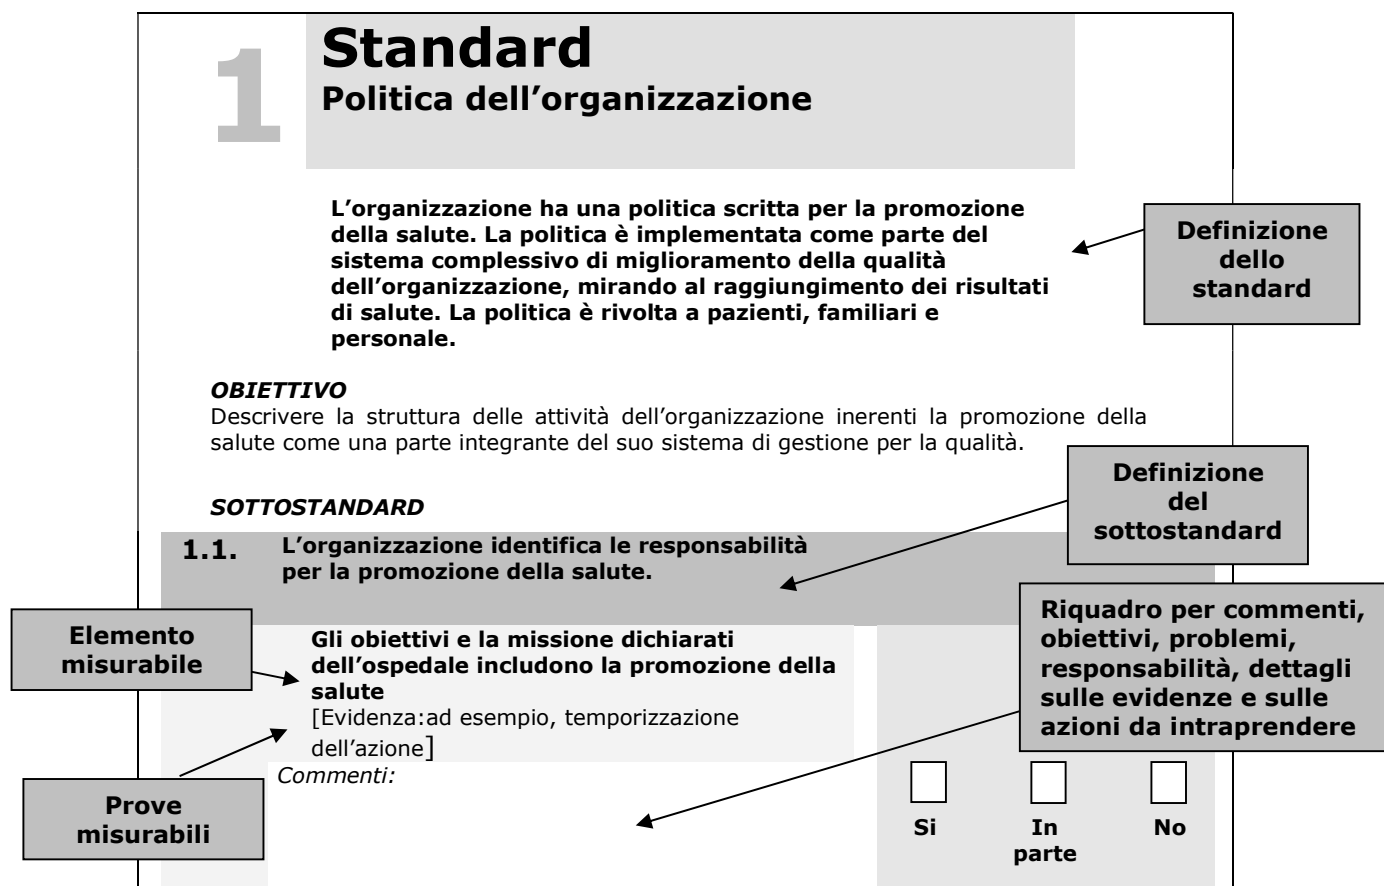 1
Standard
Politica dell’organizzazione
L’organizzazione ha una politica scritta per la promozione
della salute. La politica è implementata come parte del
sistema complessivo di miglioramento della qualità
dell’organizzazione, mirando al raggiungimento dei risultati
di salute. La politica è rivolta a pazienti, familiari e
personale.
Definizione
dello
standard
OBIETTIVO
Descrivere la struttura delle attività dell’organizzazione inerenti la promozione della
salute come una parte integrante del suo sistema di gestione per la qualità.
Definizione
del
sottostandard
SOTTOSTANDARD
1.1. L’organizzazione identifica le responsabilità
per la promozione della salute.
Riquadro per commenti,
obiettivi, problemi,
responsabilità, dettagli
sulle evidenze e sulle
azioni da intraprendere
Elemento
misurabile
Gli obiettivi e la missione dichiarati
dell’ospedale includono la promozione della
salute
[Evidenza:ad esempio, temporizzazione
dell’azione]
Commenti:
Prove
misurabili
Si
In
parte
No